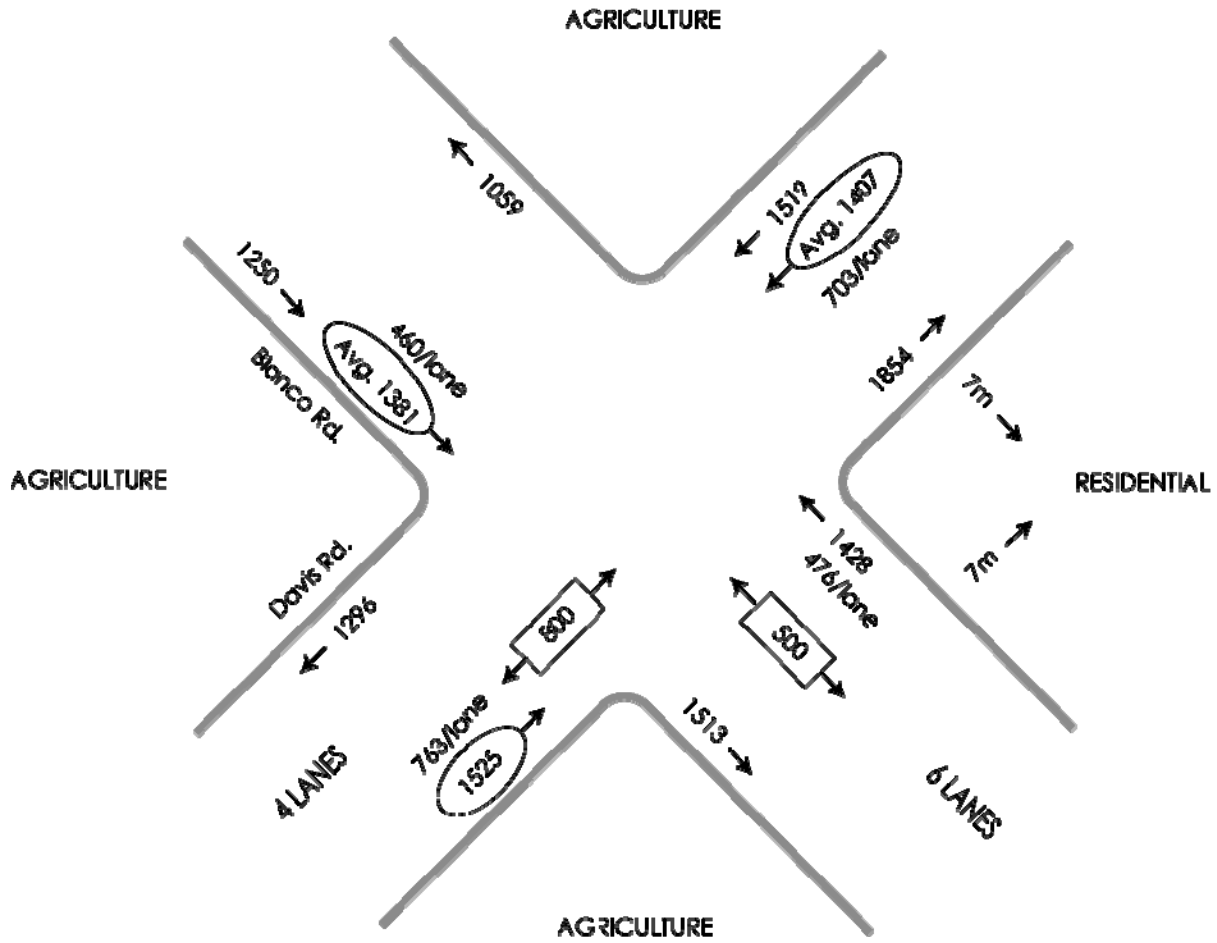 AGRICULTURE
1059
1519
Avg. 1407
703/lane
1250
460/lane
Avg. 1381
Blanco Rd.
1854
7m
AGRICULTURE
RESIDENTIAL
1428
476/lane
7m
Davis Rd.
1296
800
500
763/lane
1525
1513
4 LANES
6 LANES
AGRICULTURE